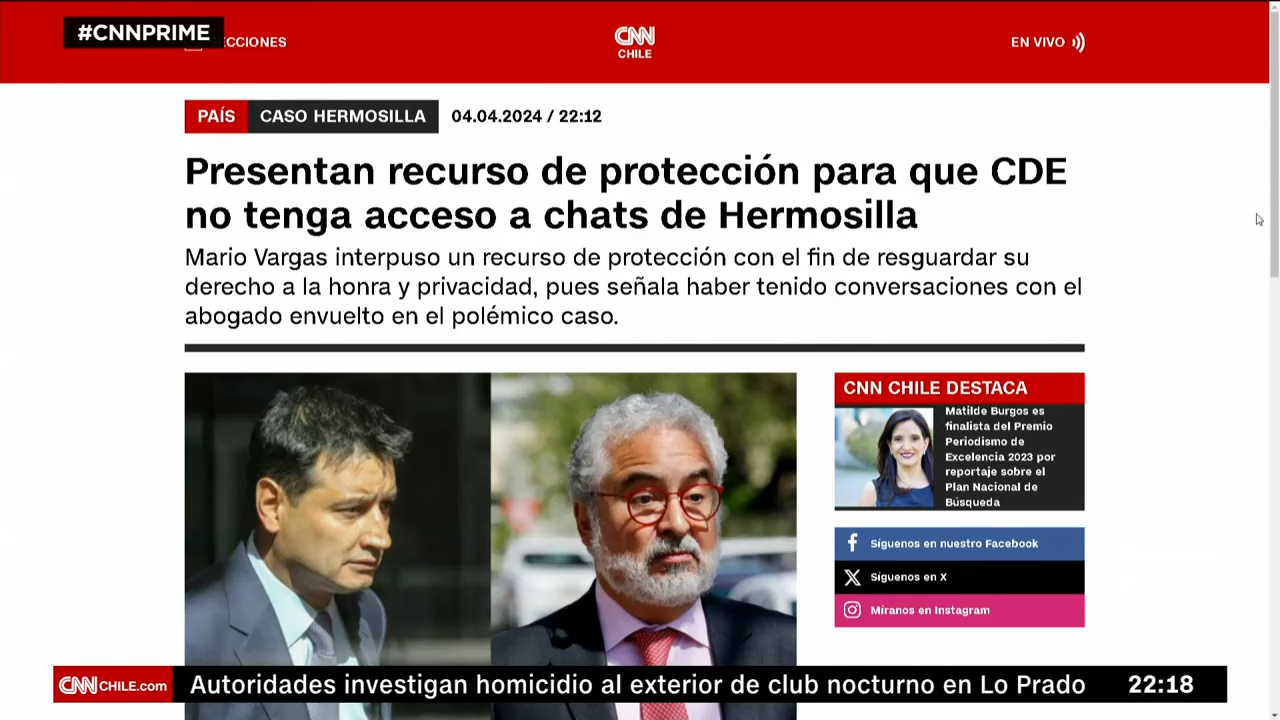 #CNNPRIME
ECCIONES
CNN
CHILE
EN VIVO
PAÍS
CASO HERMOSILLA
04.04.2024 / 22:12
Presentan recurso de protección para que CDE
no tenga acceso a chats de Hermosilla
Mario Vargas interpuso un recurso de protección con el fin de resguardar su
derecho a la honra y privacidad, pues señala haber tenido conversaciones con el
abogado envuelto en el polémico caso.
CNN CHILE DESTACA
Matilde Burgos es
finalista del Premio
Periodismo de
Excelencia 2023 por
reportaje sobre el
Plan Nacional de
Búsqueda
Síguenos en nuestro Facebook
Síguenos en X
Míranos en Instagram
CNNCHILE.com
Autoridades investigan homicidio al exterior de club nocturno en Lo Prado
22:18